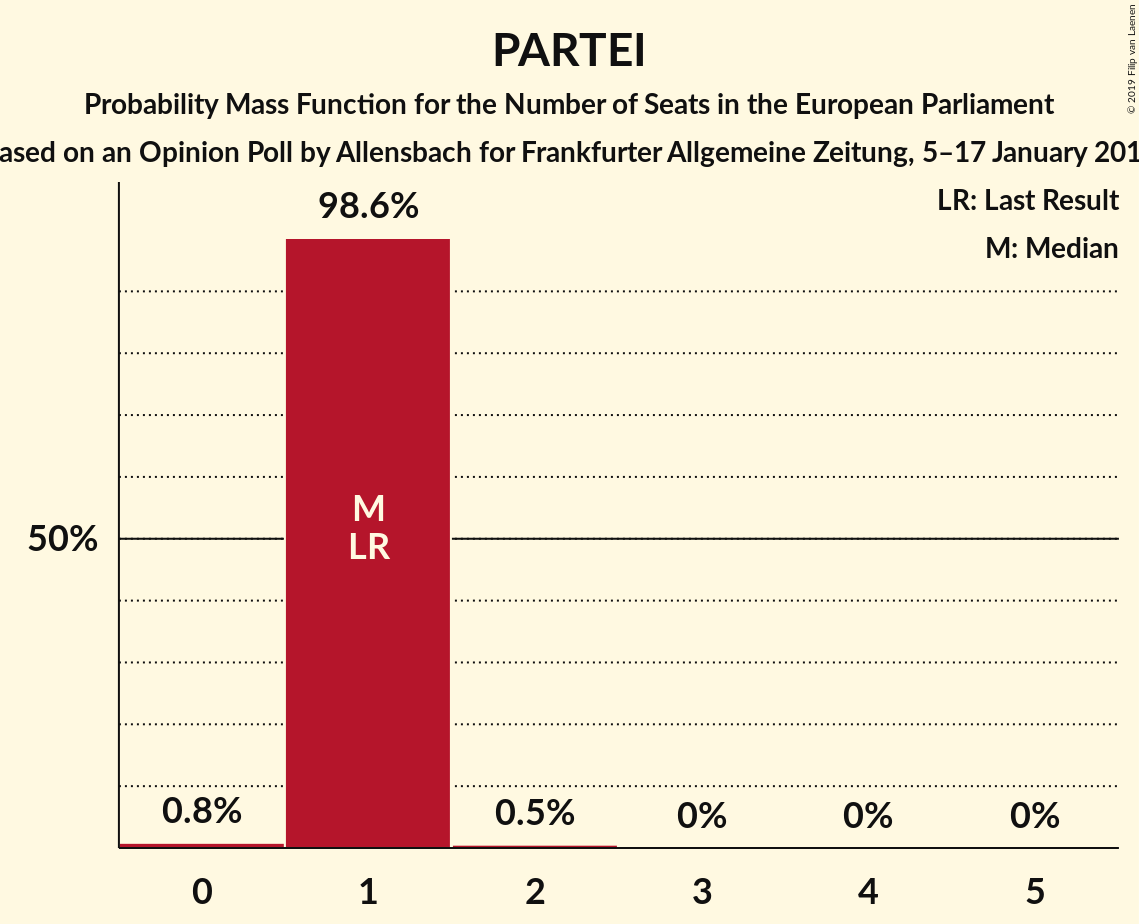 PARTEI
Probability Mass Function for the Number of Seats in the European Parliament
ased on an Opinion Poll by Allensbach for Frankfurter Allgemeine Zeitung, 5–17 January 201
© 2019 Filip van Laenen
LR: Last Result
M: Median
98.6%
M
LR
50%
0.8%
0.5%
0%
0%
0%
0
1
2
3
4
5